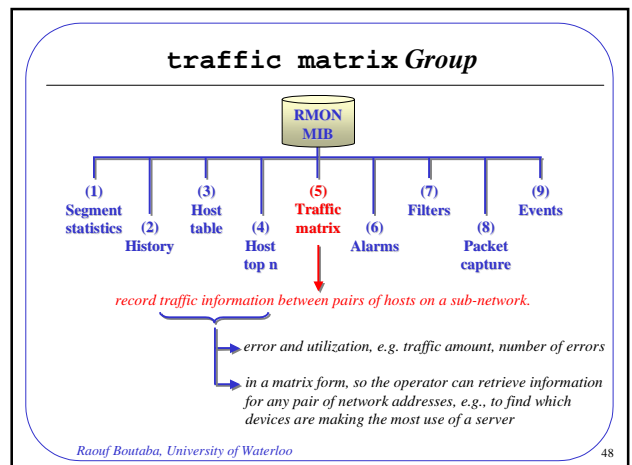 traffic matrix Group
RMON
MIB
(1)
Segment
statistics
(2)
History
(3)
Host
table
(4)
Host
top n
(5)
Traffic
matrix
(6)
Alarms
(7)
Filters
(8)
Packet
capture
(9)
Events
record traffic information between pairs of hosts on a sub-network.
error and utilization, e.g. traffic amount, number of errors
in a matrix form, so the operator can retrieve information
for any pair of network addresses, e.g., to find which
devices are making the most use of a server
Raouf Boutaba, University of Waterloo
48